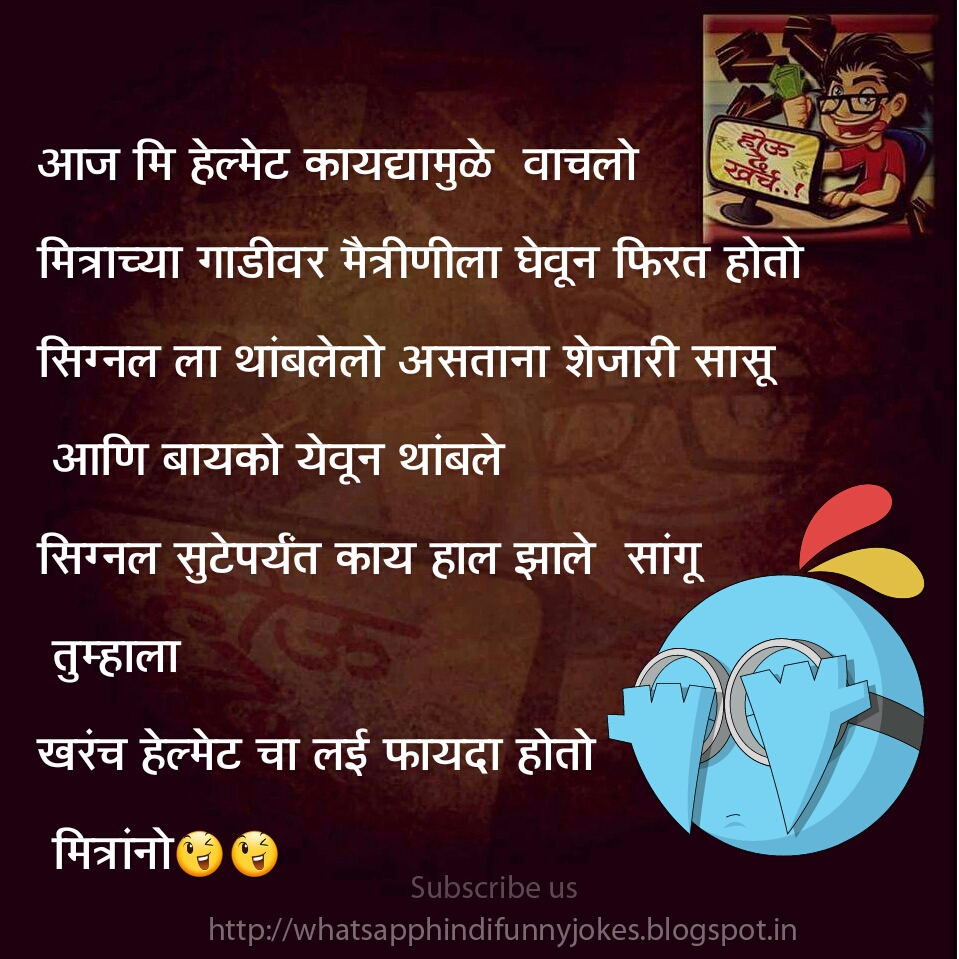 होऊ
दे
खर्च..!
आज मि हेल्मेट कायद्यामुळे वाचलो
मित्राच्या गाडीवर मैत्रीणीला घेवून फिरत होतो
सिग्नल ला थांबलेलो असताना शेजारी सासू
आणि बायको येवून थांबले
सिग्नल सुटेपर्यंत काय हाल झाले सांगू
तुम्हाला
खरंच हेल्मेट चा लई फायदा होतो
मित्रांनो😉😉
Subscribe us
http://whatsapphindifunnyjokes.blogspot.in